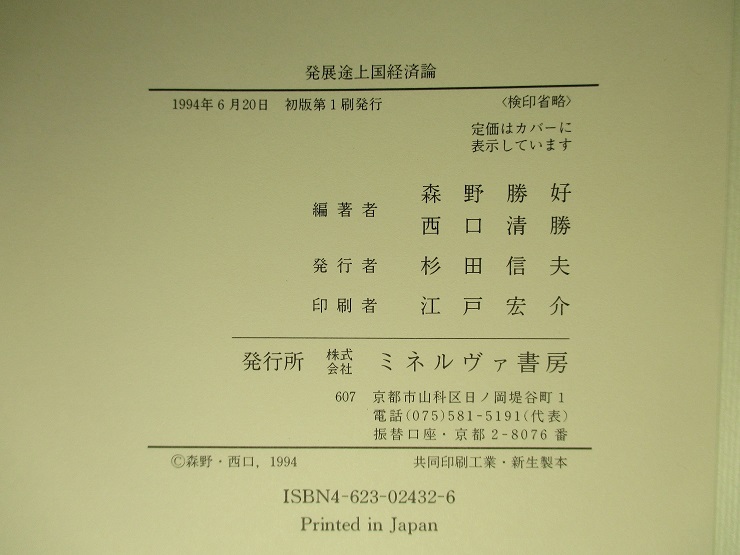 発展途上国経済論
1994年6月20日 初版第1刷発行 〈検印省略〉
定価はカバーに
表示しています
編著者 森野勝好
西口清勝
発行者 杉田信夫
印刷者 江戸宏介
発行所 株式会社 ミネルヴァ書房
607 京都市山科区日ノ岡堤谷町1
電話(075)581-5191(代表)
振替口座・京都2-8076番
©森野・西口, 1994 共同印刷工業・新生製本
ISBN4-623-02432-6
Printed in Japan